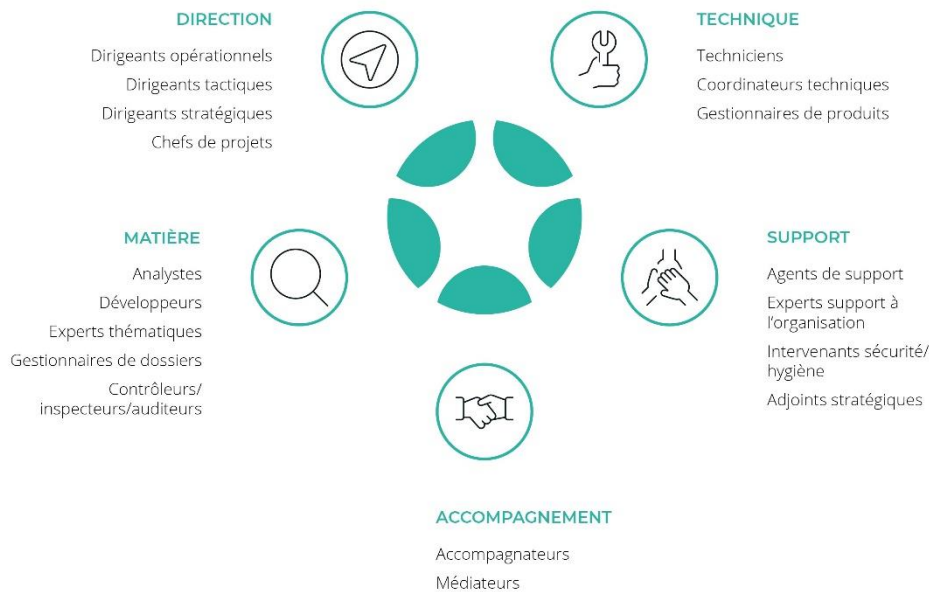 DIRECTION
Dirigeants opérationnels
Dirigeants tactiques
Dirigeants stratégiques
Chefs de projets
TECHNIQUE
Techniciens
Coordinateurs techniques
Gestionnaires de produits
MATIÈRE
Analystes
Développeurs
Experts thématiques
Gestionnaires de dossiers
Contrôleurs/
inspecteurs/auditeurs
SUPPORT
Agents de support
Experts support à
l'organisation
Intervenants sécurité/
hygiène
Adjoints stratégiques
ACCOMPAGNEMENT
Accompagnateurs
Médiateurs